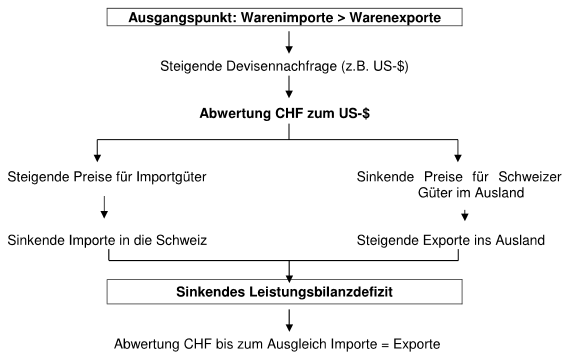 Ausgangspunkt: Warenimporte > Warenexporte
Steigende Devisennachfrage (z.B. US-$)
Abwertung CHF zum US-$
Steigende Preise für Importgüter
Sinkende Preise für Schweizer
Güter im Ausland
Sinkende Importe in die Schweiz
Steigende Exporte ins Ausland
Sinkendes Leistungsbilanzdefizit
Abwertung CHF bis zum Ausgleich Importe = Exporte